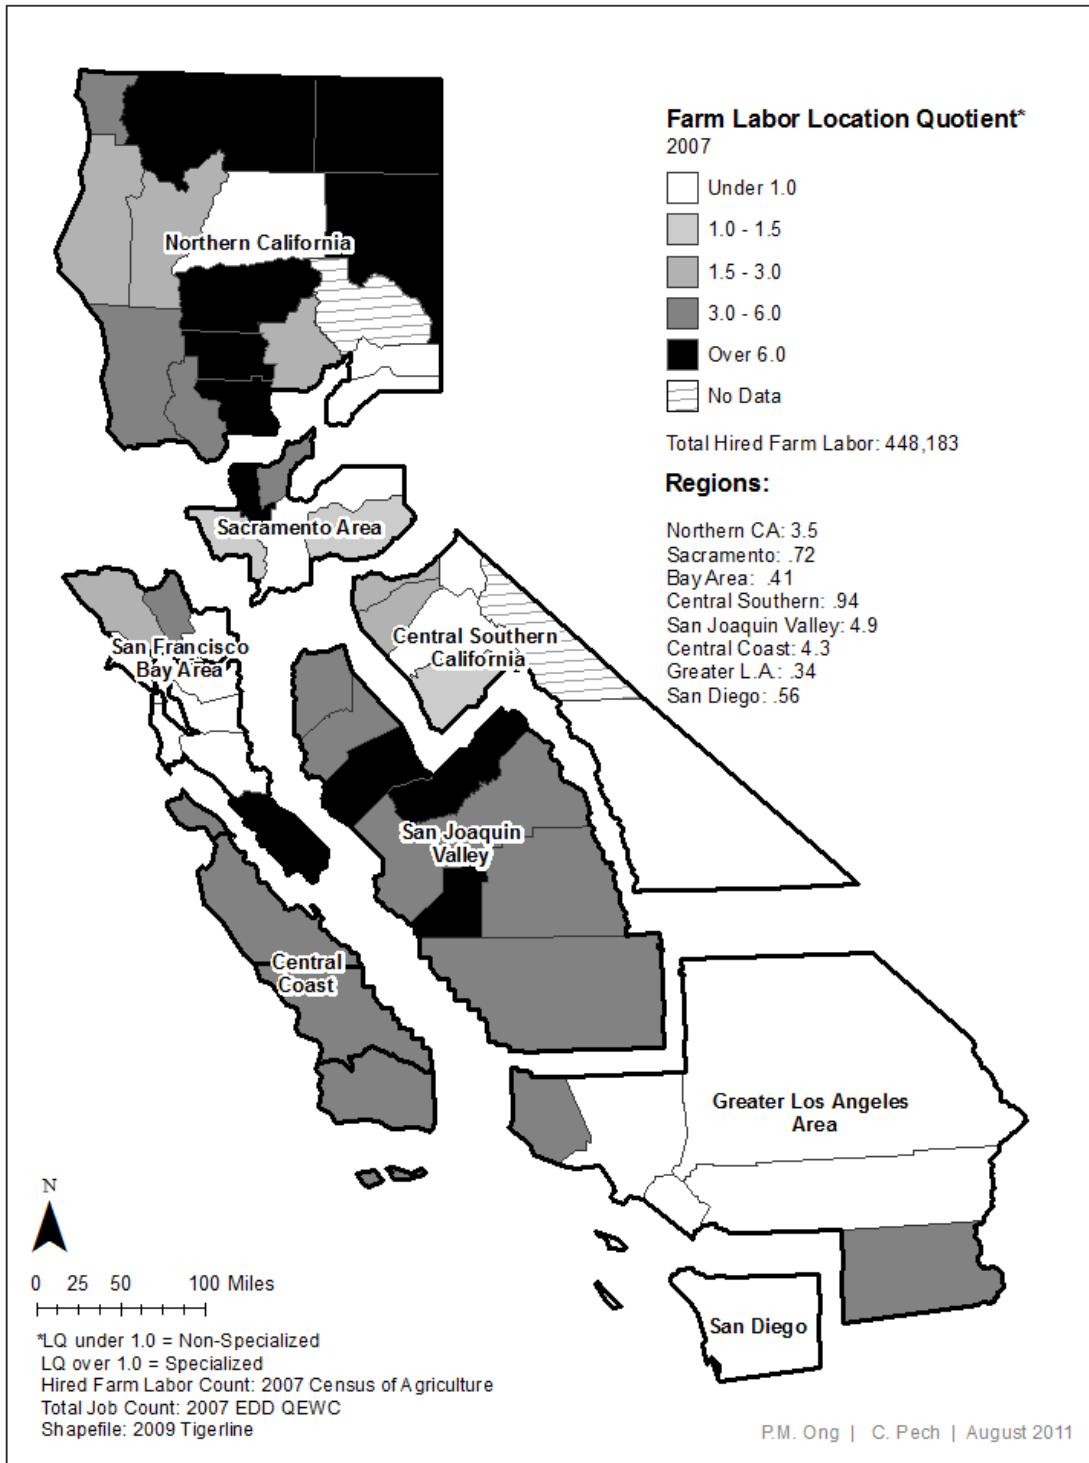 Farm Labor Location Quotient*
2007
Under 1.0
1.0 - 1.5
1.5 - 3.0
3.0 - 6.0
Over 6.0
No Data
Total Hired Farm Labor: 448,183
Regions:
Northern CA: 3.5
Sacramento: .72
Bay Area: .41
Central Southern: .94
San Joaquin Valley: 4.9
Central Coast: 4.3
Greater L.A.: .34
San Diego: .56
Northern California
Sacramento Area
San Francisco
Bay Area
Central Southern
California
San Joaquin
Valley
Central
Coast
Greater Los Angeles
Area
San Diego
N
0 25 50 100 Miles
*LQ under 1.0 = Non-Specialized
LQ over 1.0 = Specialized
Hired Farm Labor Count: 2007 Census of Agriculture
Total Job Count: 2007 EDD QEWC
Shapefile: 2009 Tigerline
P.M. Ong | C. Pech | August 2011